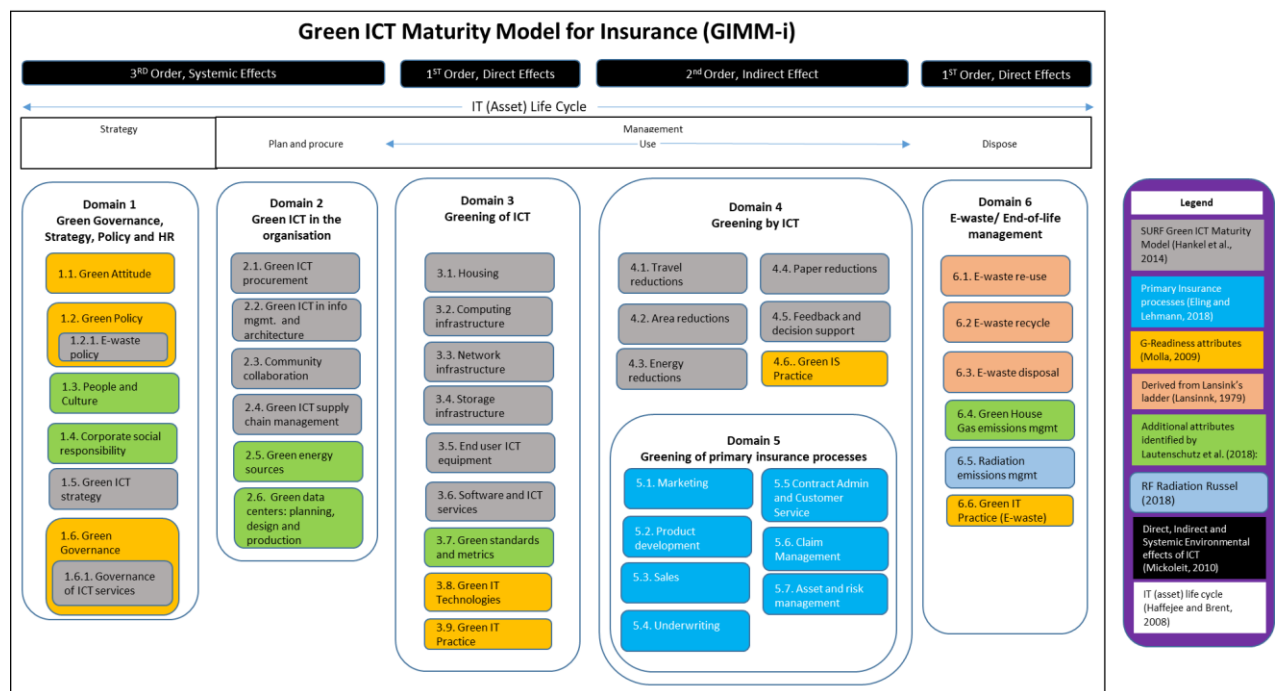 Green ICT Maturity Model for Insurance (GIMM-i)
3RD Order, Systemic Effects
1ST Order, Direct Effects
2nd Order, Indirect Effect
1ST Order, Direct Effects
IT (Asset) Life Cycle
Strategy
Management
Plan and procure
Use
Dispose
Domain 1
Green Governance,
Strategy, Policy and HR
1.1. Green Attitude
1.2. Green Policy
1.2.1. E-waste
policy
1.3. People and
Culture
1.4. Corporate social
responsibility
1.5. Green ICT
strategy
1.6. Green
Governance
1.6.1. Governance
of ICT services
Domain 2
Green ICT in the
organisation
2.1. Green ICT
procurement
2.2. Green ICT in info
mgmt. and
architecture
2.3. Community
collaboration
2.4. Green ICT supply
chain management
2.5. Green energy
sources
2.6. Green data
centers: planning,
design and
production
Domain 3
Greening of ICT
3.1. Housing
3.2. Computing
infrastructure
3.3. Network
infrastructure
3.4. Storage
infrastructure
3.5. End user ICT
equipment
3.6. Software and ICT
services
3.7. Green standards
and metrics
3.8. Green IT
Technologies
3.9. Green IT
Practice
Domain 4
Greening by ICT
4.1. Travel
reductions
4.2. Area reductions
4.3. Energy
reductions
4.4. Paper reductions
4.5. Feedback and
decision support
4.6.. Green IS
Practice
Domain 5
Greening of primary insurance processes
5.1. Marketing
5.2. Product
development
5.3. Sales
5.4. Underwriting
5.5 Contract Admin
and Customer
Service
5.6. Claim
Management
5.7. Asset and risk
management
Domain 6
E-waste/ End-of-life
management
6.1. E-waste re-use
6.2 E-waste recycle
6.3. E-waste disposal
6.4. Green House
Gas emissions mgmt
6.5. Radiation
emissions mgmt
6.6. Green IT
Practice (E-waste)
Legend
SURF Green ICT Maturity
Model (Hankel et al.,
2014)
Primary Insurance
processes (Eling and
Lehmann, 2018)
G-Readiness attributes
(Molla, 2009)
Derived from Lansink's
ladder (Lansinnk, 1979)
Additional attributes
identified by
Lautenschutz et al. (2018):
RF Radiation Russel
(2018)
Direct, Indirect and
Systemic Environmental
effects of ICT
(Mickoleit, 2010)
IT (asset) life cycle
(Haffejee and Brent,
2008)